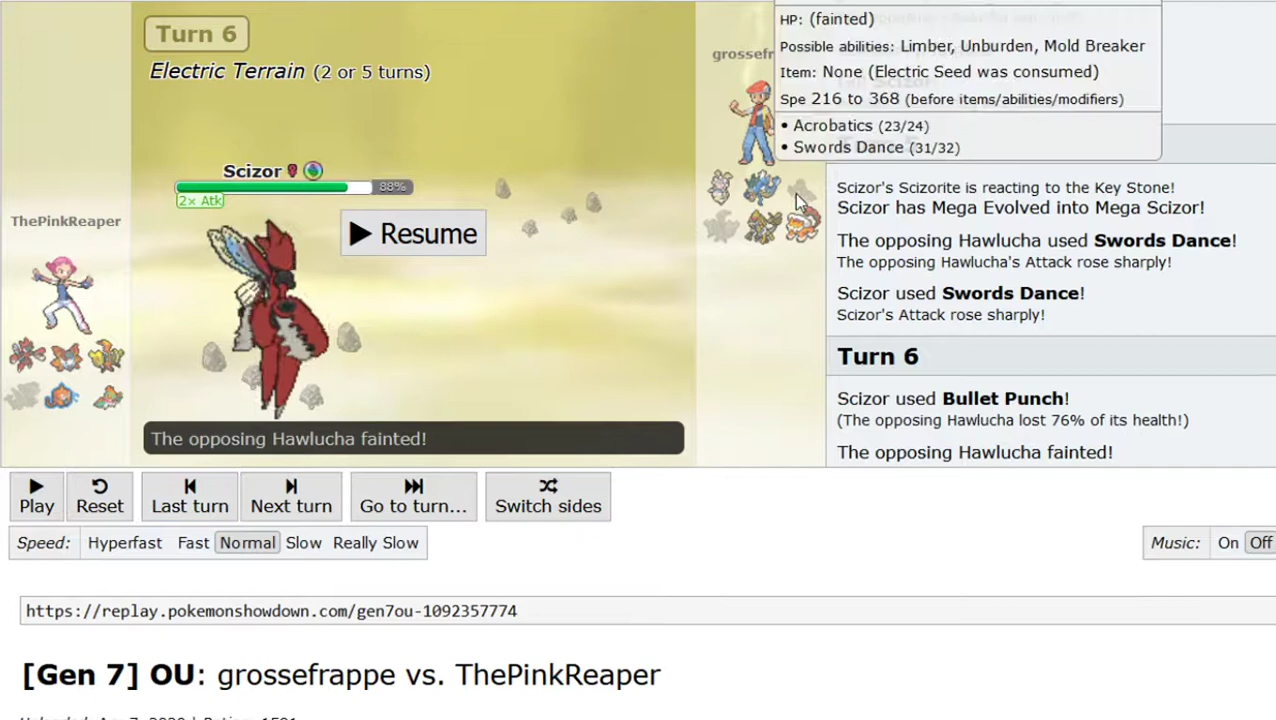 Turn 6
Electric Terrain (2 or 5 turns)
Scizor
88%
2× Atk
▶ Resume
ThePinkReaper
grossefr
HP: (fainted)
Possible abilities: Limber, Unburden, Mold Breaker
Item: None (Electric Seed was consumed)
Spe 216 to 368 (before items/abilities/modifiers)
• Acrobatics (23/24)
• Swords Dance (31/32)
The opposing Hawlucha fainted!
Scizor's Scizorite is reacting to the Key Stone!
Scizor has Mega Evolved into Mega Scizor!
The opposing Hawlucha used Swords Dance!
The opposing Hawlucha's Attack rose sharply!
Scizor used Swords Dance!
Scizor's Attack rose sharply!
Turn 6
Scizor used Bullet Punch!
(The opposing Hawlucha lost 76% of its health!)
The opposing Hawlucha fainted!
Play Reset Last turn Next turn Go to turn... Switch sides
Speed: Hyperfast Fast Normal Slow Really Slow Music: On Off
https://replay.pokemonshowdown.com/gen7ou-1092357774
[Gen 7] OU: grossefrappe vs. ThePinkReaper